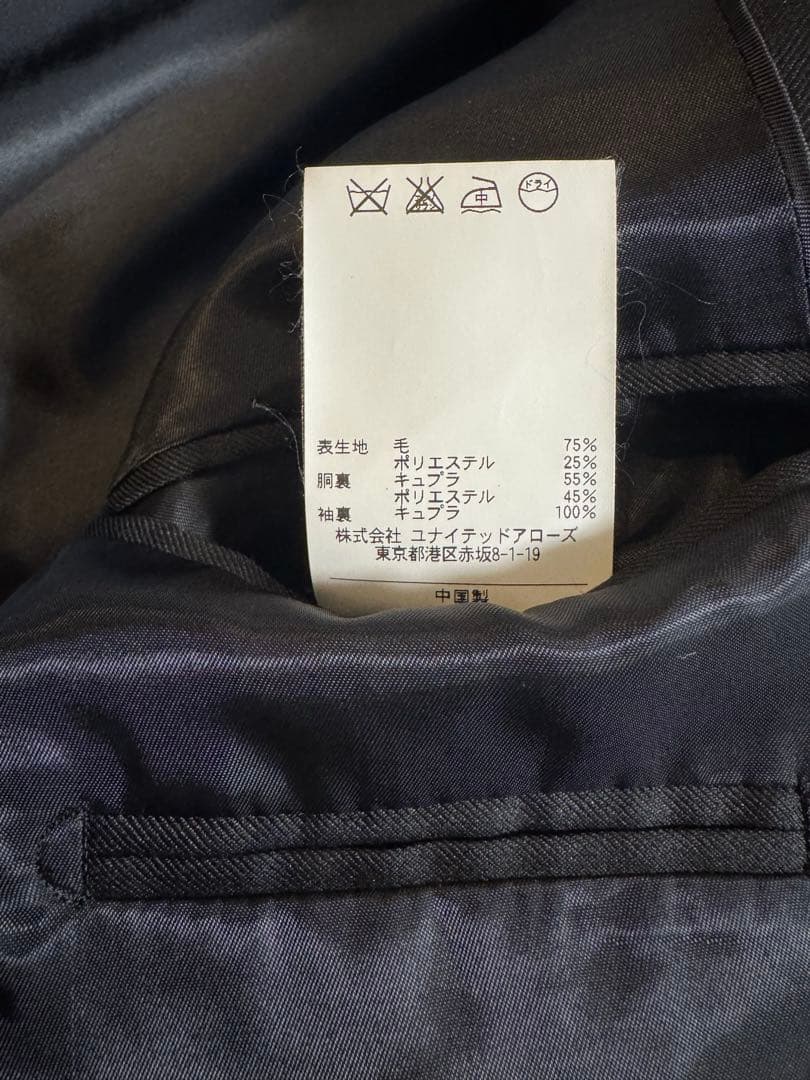 中 ドライ
表生地 毛 75%
ポリエステル 25%
胴裏 キュプラ 55%
ポリエステル 45%
袖裏 キュプラ 100%
株式会社 ユナイテッドアローズ
東京都港区赤坂8-1-19
中国製